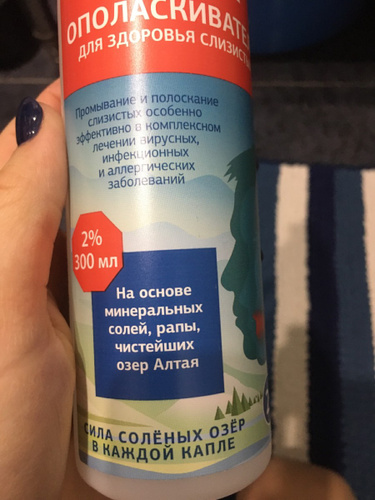 ОПОЛАСКИВАТЕ
ДЛЯ ЗДОРОВЬЯ СЛИЗИСТЫ
Промывание и полоскание
слизистых особенно
эффективно в комплексном
лечении вирусных,
инфекционных
и аллергических
заболеваний
2%
300 мл
На основе
минеральных
солей, рапы,
чистейших
озер Алтая
СИЛА СОЛЁНЫХ ОЗЁР
В КАЖДОЙ КАПЛЕ